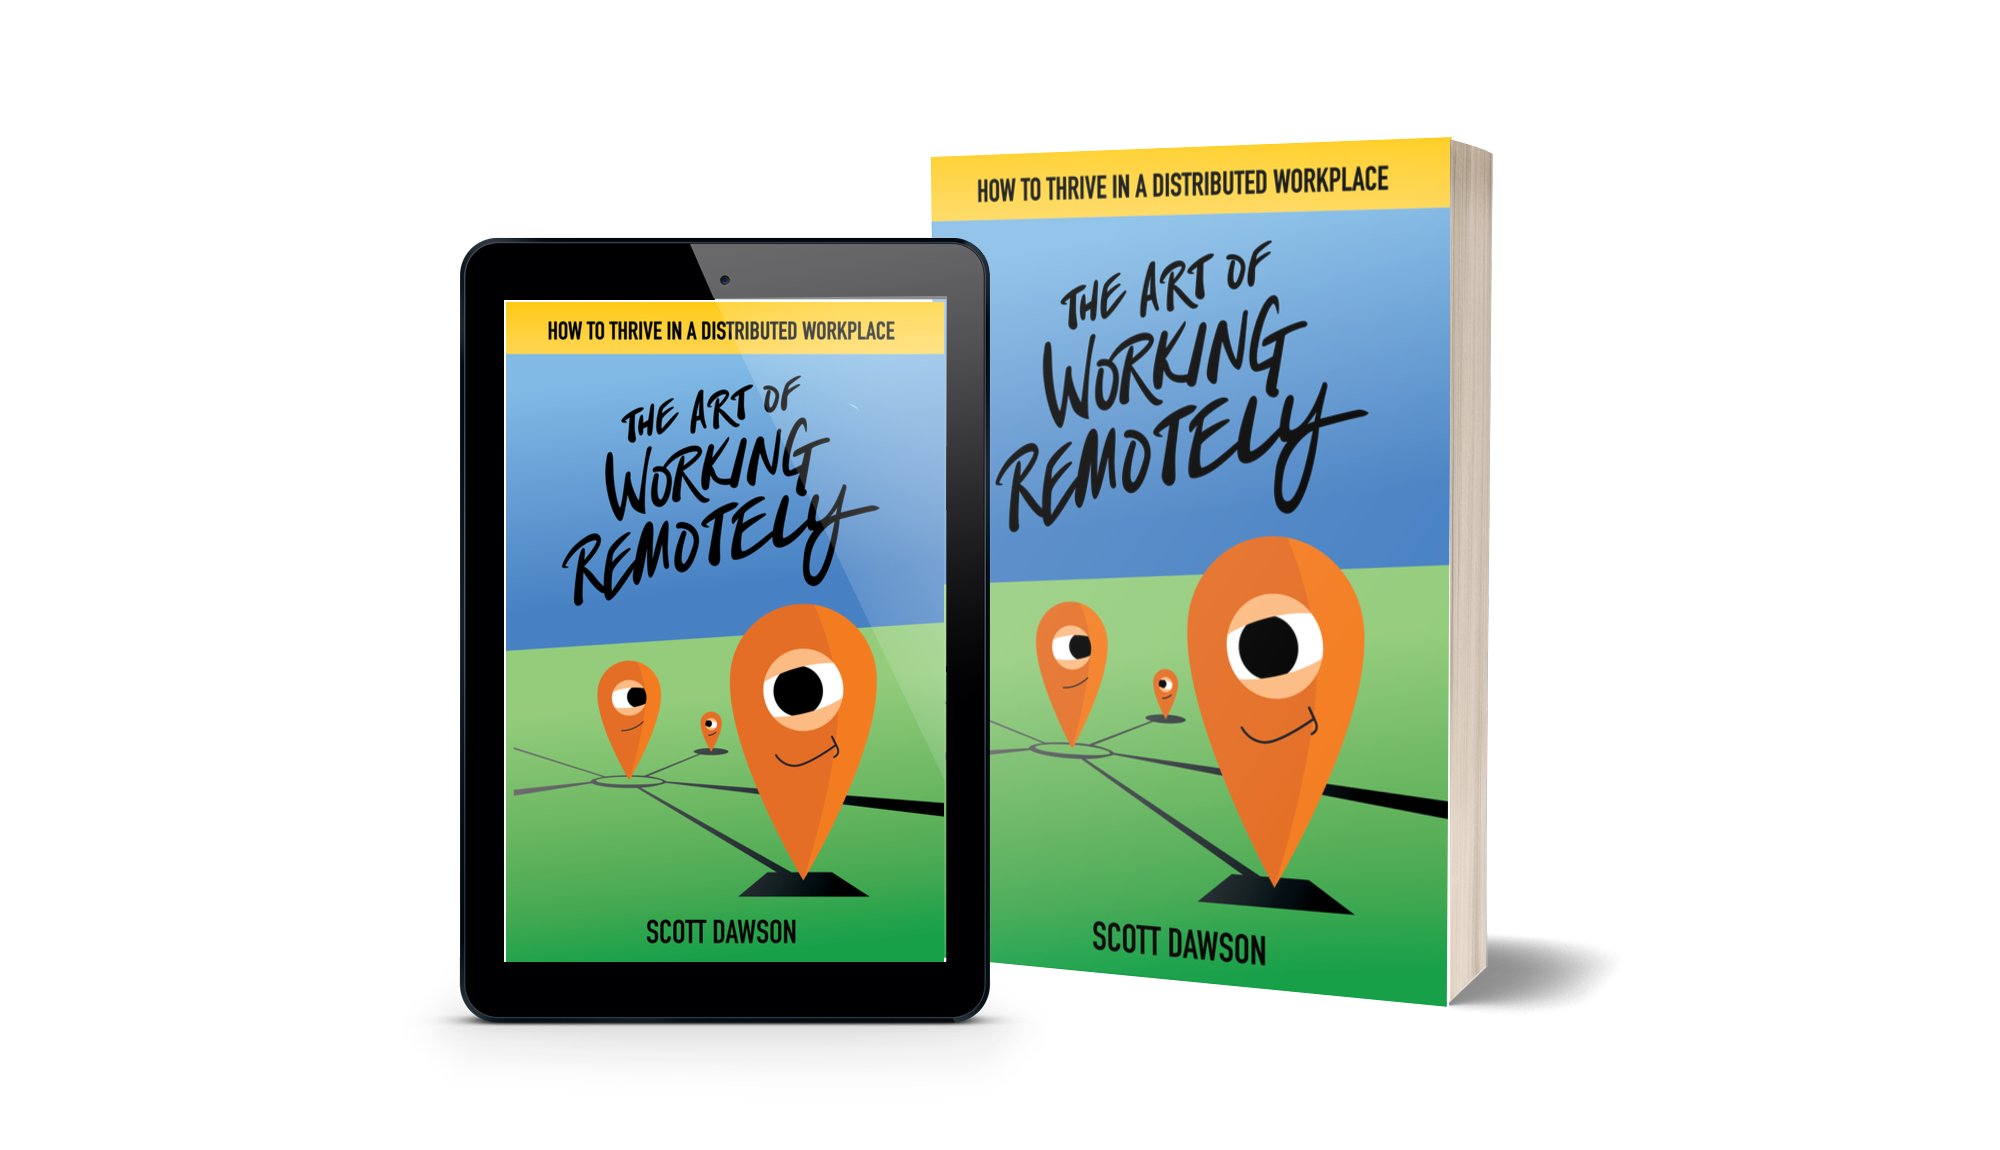 HOW TO THRIVE IN A DISTRIBUTED WORKPLACE
THE ART OF
WORKING
REMOTELY
SCOTT DAWSON
HOW TO THRIVE IN A DISTRIBUTED WORKPLACE
THE ART OF
WORKING
REMOTELY
SCOTT DAWSON